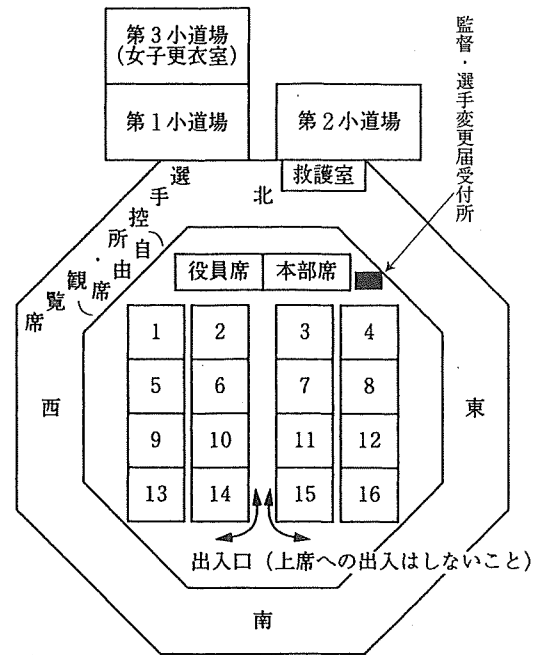 第3小道場
(女子更衣室)
第1小道場
第2小道場
監督・選手変更届受付所
救護室
北
選手控所・観覧席
(自由席)
役員席
本部席
1
2
3
4
5
6
7
8
9
10
11
12
13
14
15
16
西
東
出入口(上席への出入はしないこと)
南